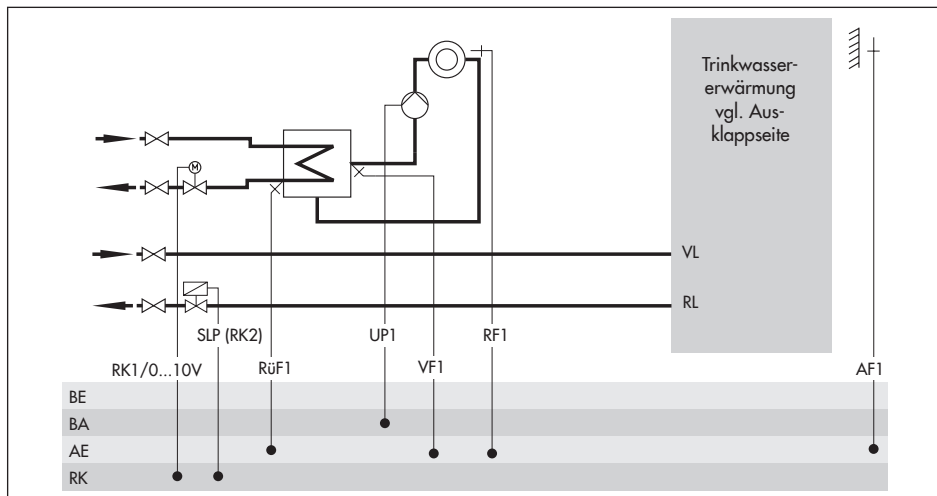 Trinkwasser-
erwärmung
vgl. Aus-
klappseite
M
VL
RL
SLP (RK2)
UP1
RF1
RK1/0...10V
RüF1
VF1
AF1
BE
BA
AE
RK